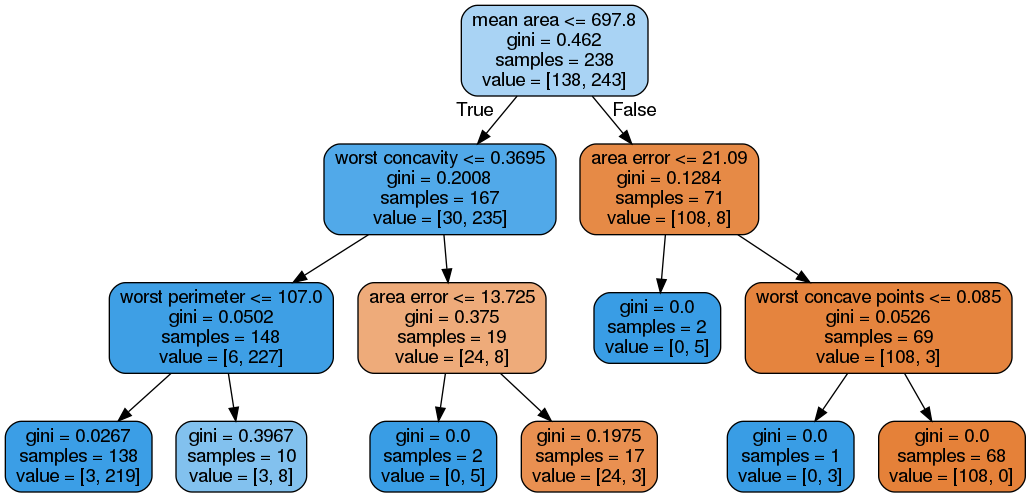 mean area <= 697.8
gini = 0.462
samples = 238
value = [138, 243]
True
False
worst concavity <= 0.3695
gini = 0.2008
samples = 167
value = [30, 235]
area error <= 21.09
gini = 0.1284
samples = 71
value = [108, 8]
worst perimeter <= 107.0
gini = 0.0502
samples = 148
value = [6, 227]
area error <= 13.725
gini = 0.375
samples = 19
value = [24, 8]
gini = 0.0
samples = 2
value = [0, 5]
worst concave points <= 0.085
gini = 0.0526
samples = 69
value = [108, 3]
gini = 0.0267
samples = 138
value = [3, 219]
gini = 0.3967
samples = 10
value = [3, 8]
gini = 0.0
samples = 2
value = [0, 5]
gini = 0.1975
samples = 17
value = [24, 3]
gini = 0.0
samples = 1
value = [0, 3]
gini = 0.0
samples = 68
value = [108, 0]